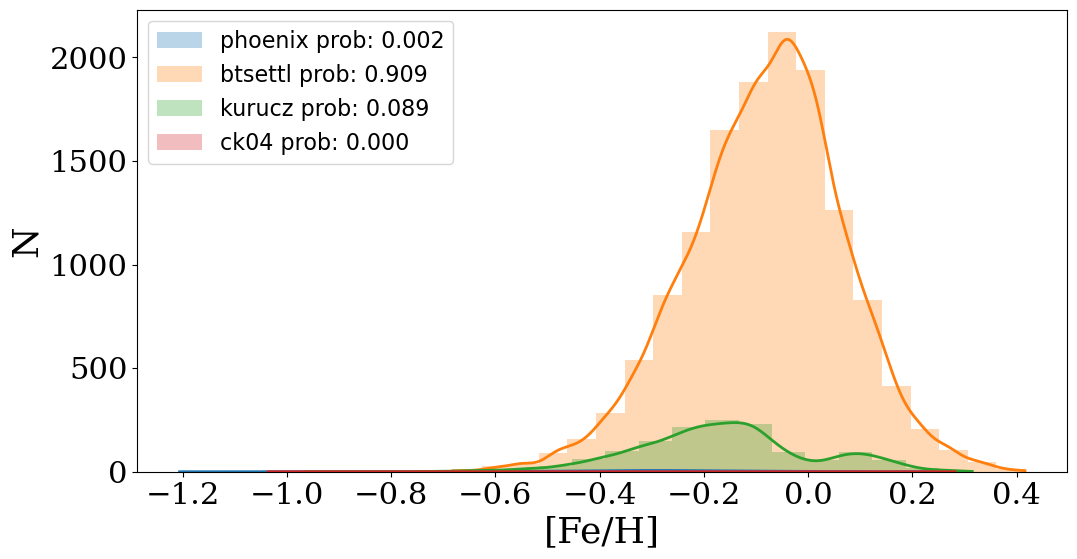 phoenix prob: 0.002
btsettl prob: 0.909
kurucz prob: 0.089
ck04 prob: 0.000
N
2000
1500
1000
500
0
−1.2 −1.0 −0.8 −0.6 −0.4 −0.2 0.0 0.2 0.4
[Fe/H]